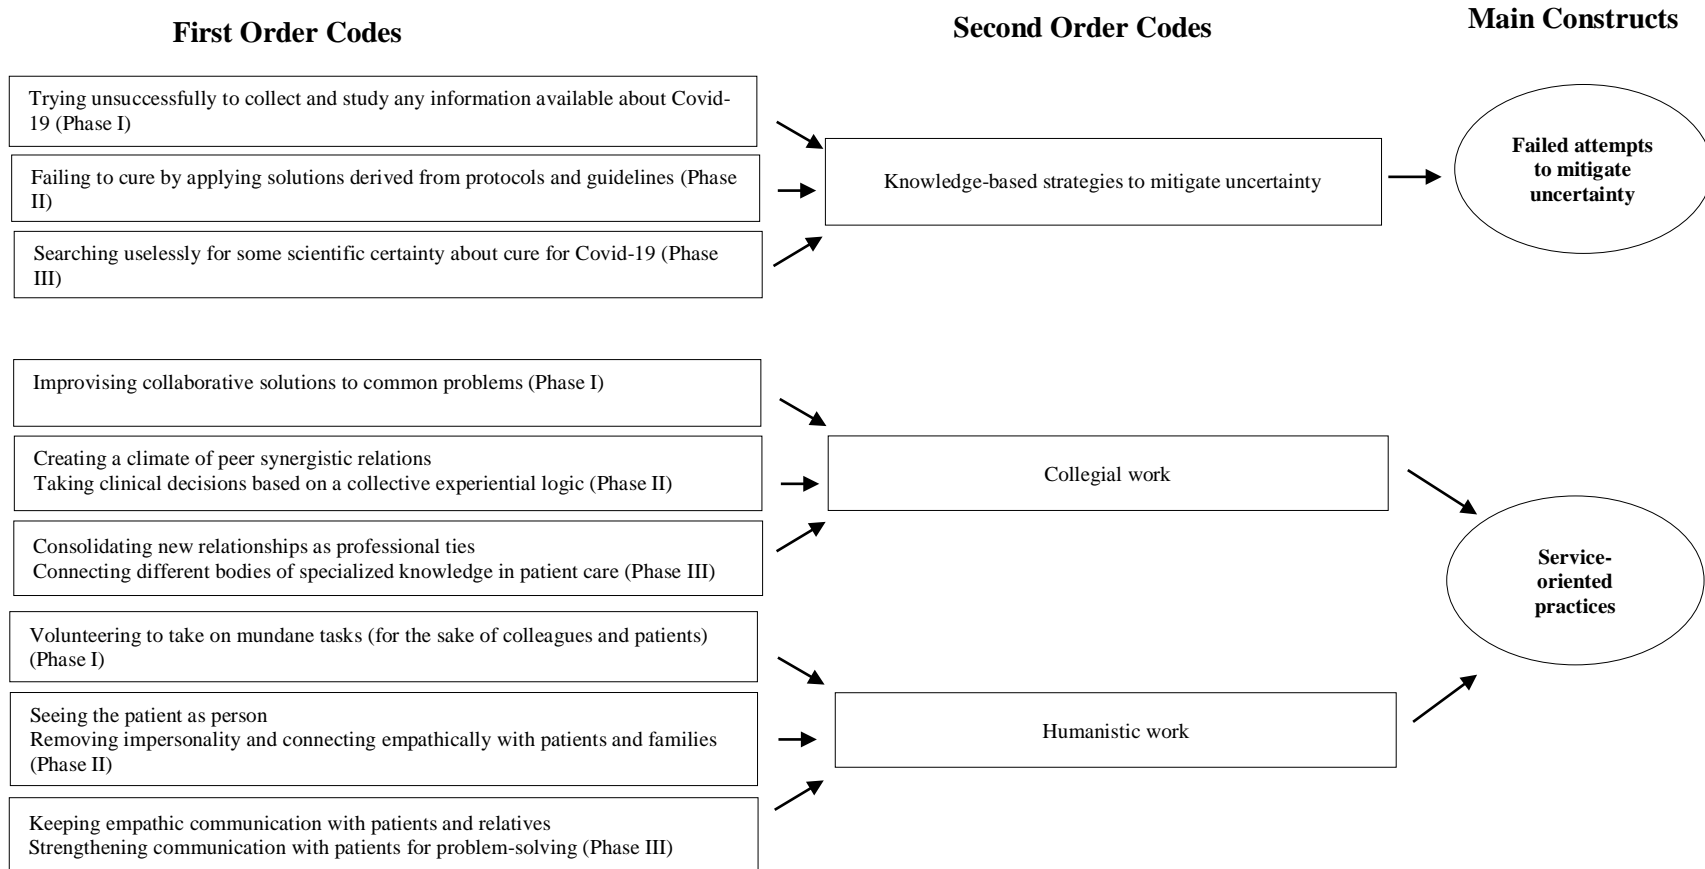 First Order Codes
Second Order Codes
Main Constructs
Trying unsuccessfully to collect and study any information available about Covid-
19 (Phase I)
Failing to cure by applying solutions derived from protocols and guidelines (Phase
II)
Searching uselessly for some scientific certainty about cure for Covid-19 (Phase
III)
Knowledge-based strategies to mitigate uncertainty
Failed attempts
to mitigate
uncertainty
Improvising collaborative solutions to common problems (Phase I)
Creating a climate of peer synergistic relations
Taking clinical decisions based on a collective experiential logic (Phase II)
Consolidating new relationships as professional ties
Connecting different bodies of specialized knowledge in patient care (Phase III)
Collegial work
Volunteering to take on mundane tasks (for the sake of colleagues and patients)
(Phase I)
Seeing the patient as person
Removing impersonality and connecting empathically with patients and families
(Phase II)
Keeping empathic communication with patients and relatives
Strengthening communication with patients for problem-solving (Phase III)
Humanistic work
Service-
oriented
practices